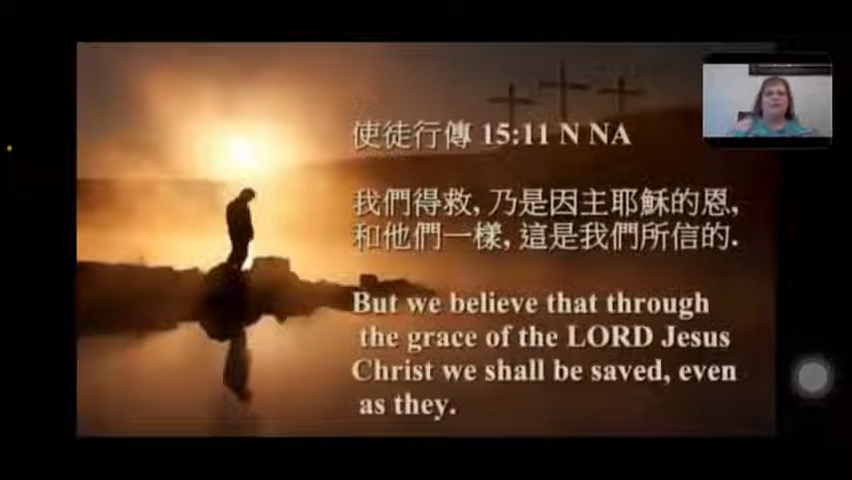 使徒行傳 15:11 N NA
我們得救, 乃是因主耶穌的恩,
和他們一樣, 這是我們所信的.
But we believe that through
the grace of the LORD Jesus
Christ we shall be saved, even
as they.